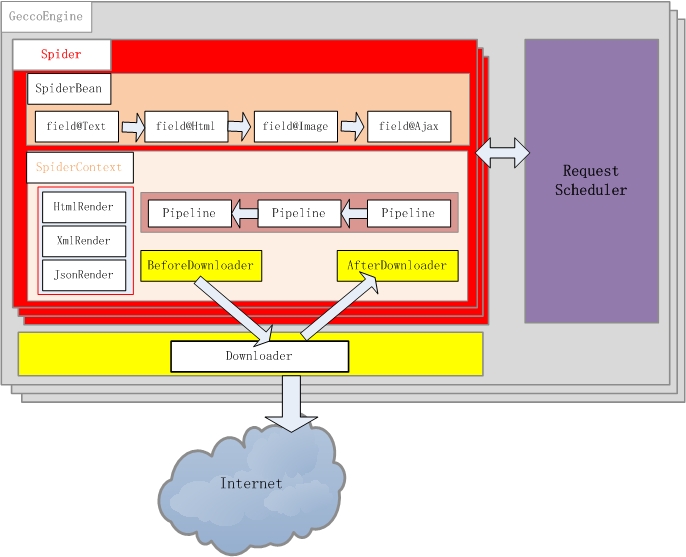 GeccoEngine
Spider
SpiderBean
field@Text
field@Html
field@Image
field@Ajax
SpiderContext
HtmlRender
XmlRender
JsonRender
Pipeline
Pipeline
Pipeline
BeforeDownloader
AfterDownloader
Request
Scheduler
Downloader
Internet